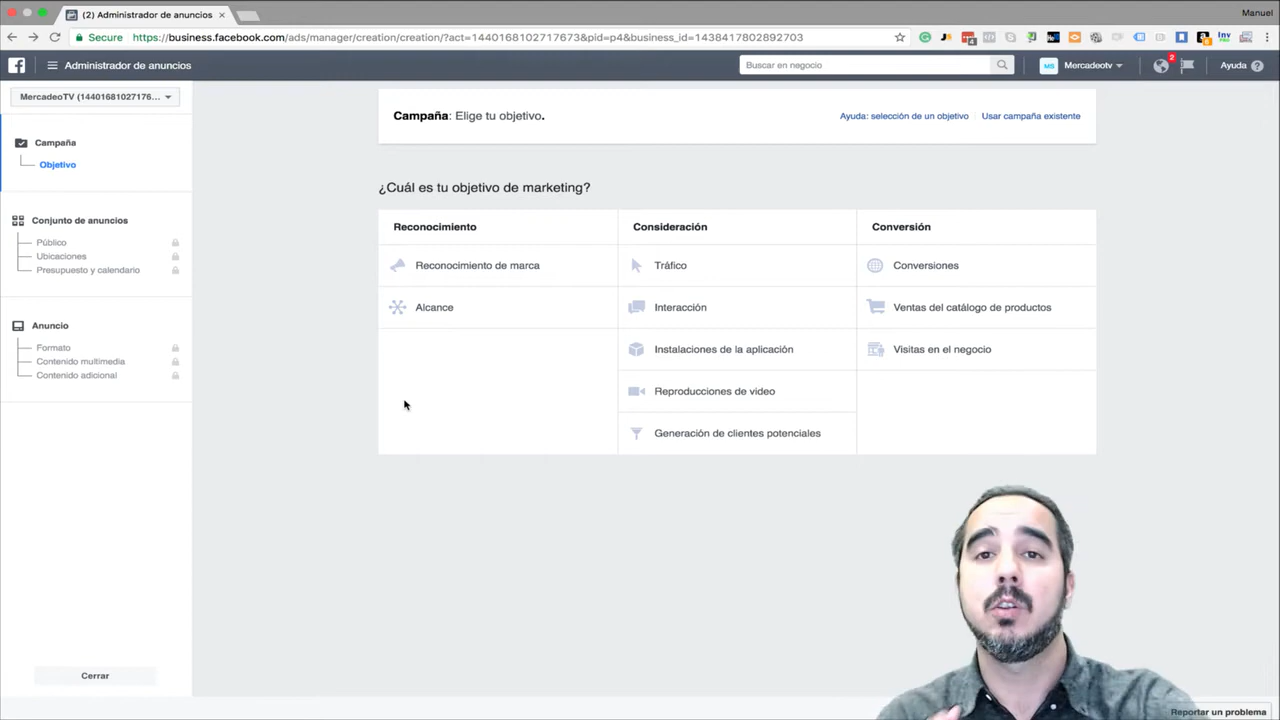 (2) Administrador de anuncios
Manuel
Secure https://business.facebook.com/ads/manager/creation/creation/?act=1440168102717673&pid=p4&business_id=1438417802892703
Administrador de anuncios
Buscar en negocio
MS Mercadeotv
2
Ayuda
MercadeoTV (14401681027176...
Campaña: Elige tu objetivo.
Ayuda: selección de un objetivo
Usar campaña existente
Campaña
Objetivo
Conjunto de anuncios
Público
Ubicaciones
Presupuesto y calendario
Anuncio
Formato
Contenido multimedia
Contenido adicional
Cerrar
¿Cuál es tu objetivo de marketing?
Reconocimiento
Reconocimiento de marca
Alcance
Consideración
Tráfico
Interacción
Instalaciones de la aplicación
Reproducciones de video
Generación de clientes potenciales
Conversión
Conversiones
Ventas del catálogo de productos
Visitas en el negocio
Reportar un problema